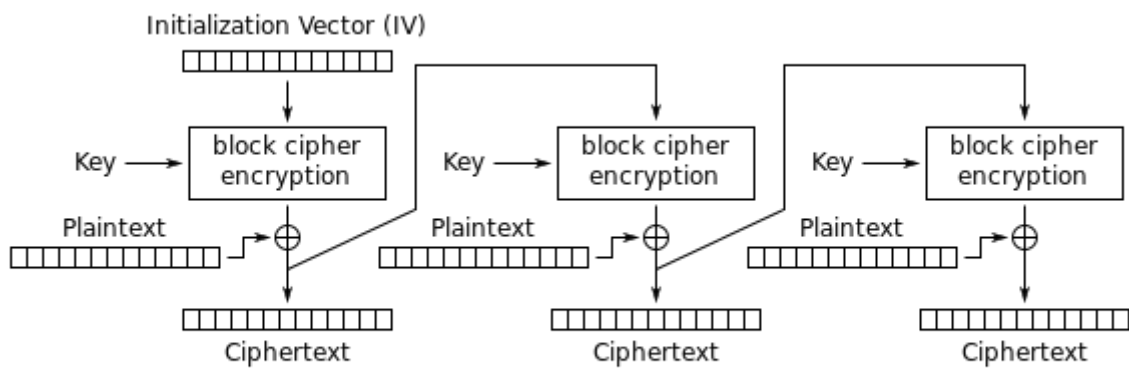 Initialization Vector (IV)
Key
block cipher
encryption
Key
block cipher
encryption
Key
block cipher
encryption
Plaintext
Plaintext
Plaintext
Ciphertext
Ciphertext
Ciphertext